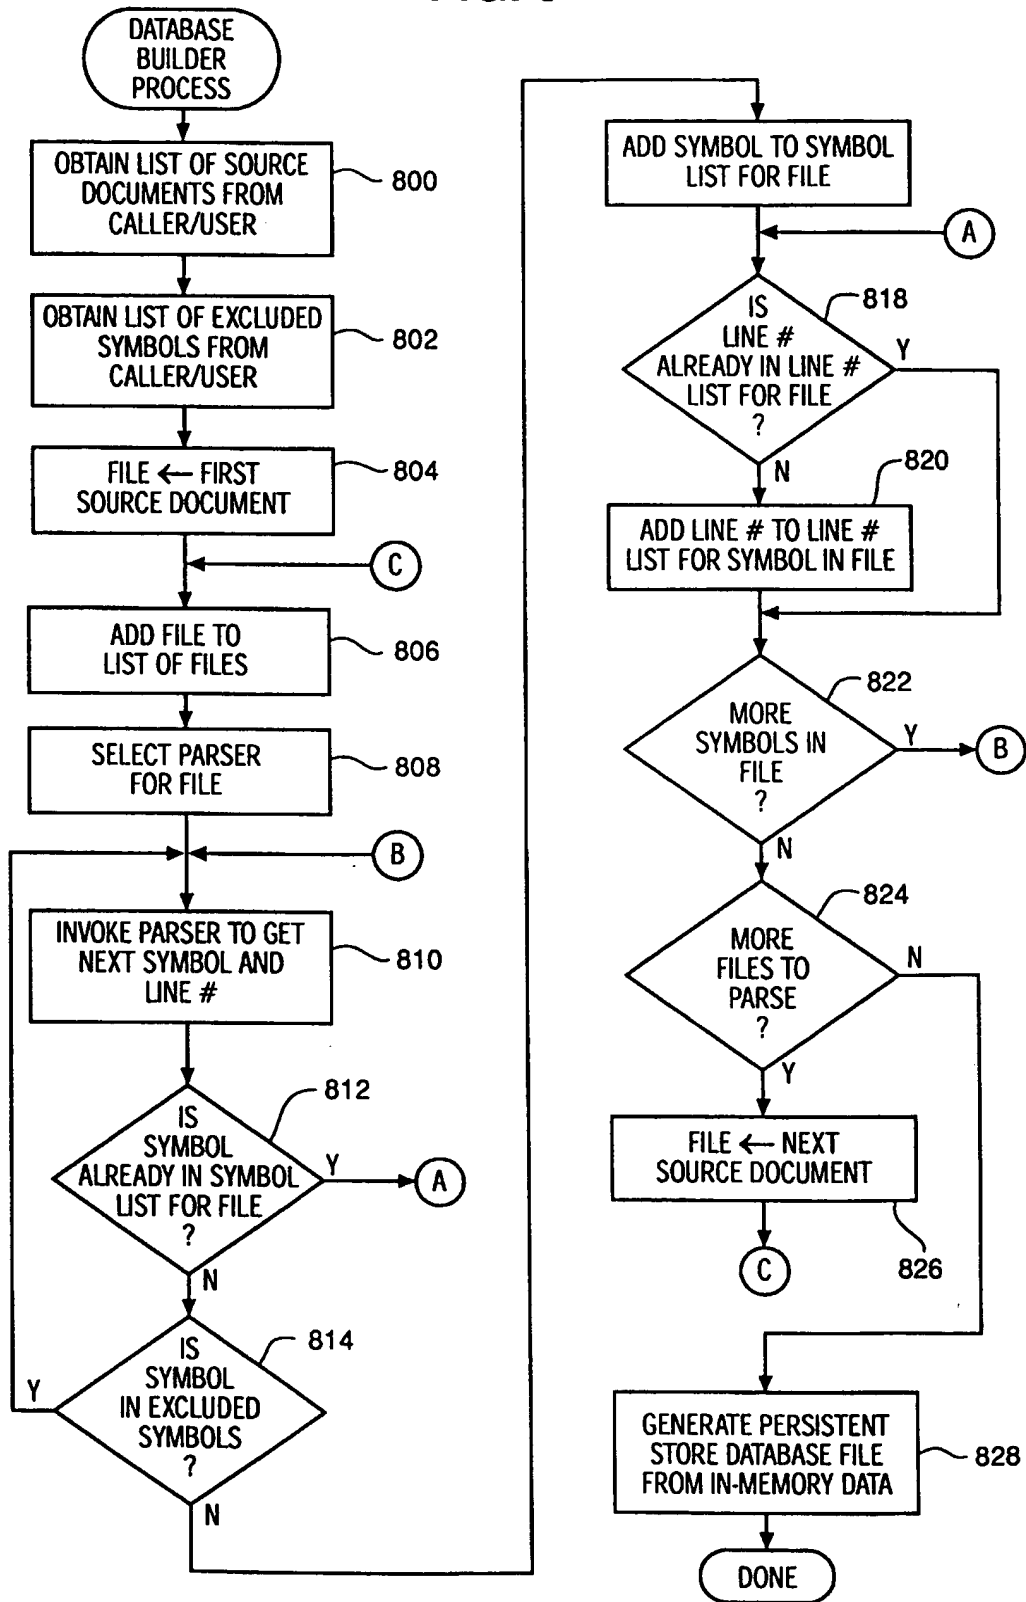 DATABASE
BUILDER
PROCESS
OBTAIN LIST OF SOURCE
DOCUMENTS FROM
CALLER/USER
800
OBTAIN LIST OF EXCLUDED
SYMBOLS FROM
CALLER/USER
802
FILE ← FIRST
SOURCE DOCUMENT
804
C
ADD FILE TO
LIST OF FILES
806
SELECT PARSER
FOR FILE
808
B
INVOKE PARSER TO GET
NEXT SYMBOL AND
LINE #
810
IS
SYMBOL
ALREADY IN SYMBOL
LIST FOR FILE
?
812
Y
A
N
IS
SYMBOL
IN EXCLUDED
SYMBOLS
?
814
Y
N
ADD SYMBOL TO SYMBOL
LIST FOR FILE
A
IS
LINE #
ALREADY IN LINE #
LIST FOR FILE
?
818
Y
N
820
ADD LINE # TO LINE #
LIST FOR SYMBOL IN FILE
MORE
SYMBOLS IN
FILE
?
822
Y
B
N
MORE
FILES TO
PARSE
?
824
N
Y
FILE ← NEXT
SOURCE DOCUMENT
826
C
GENERATE PERSISTENT
STORE DATABASE FILE
FROM IN-MEMORY DATA
828
DONE